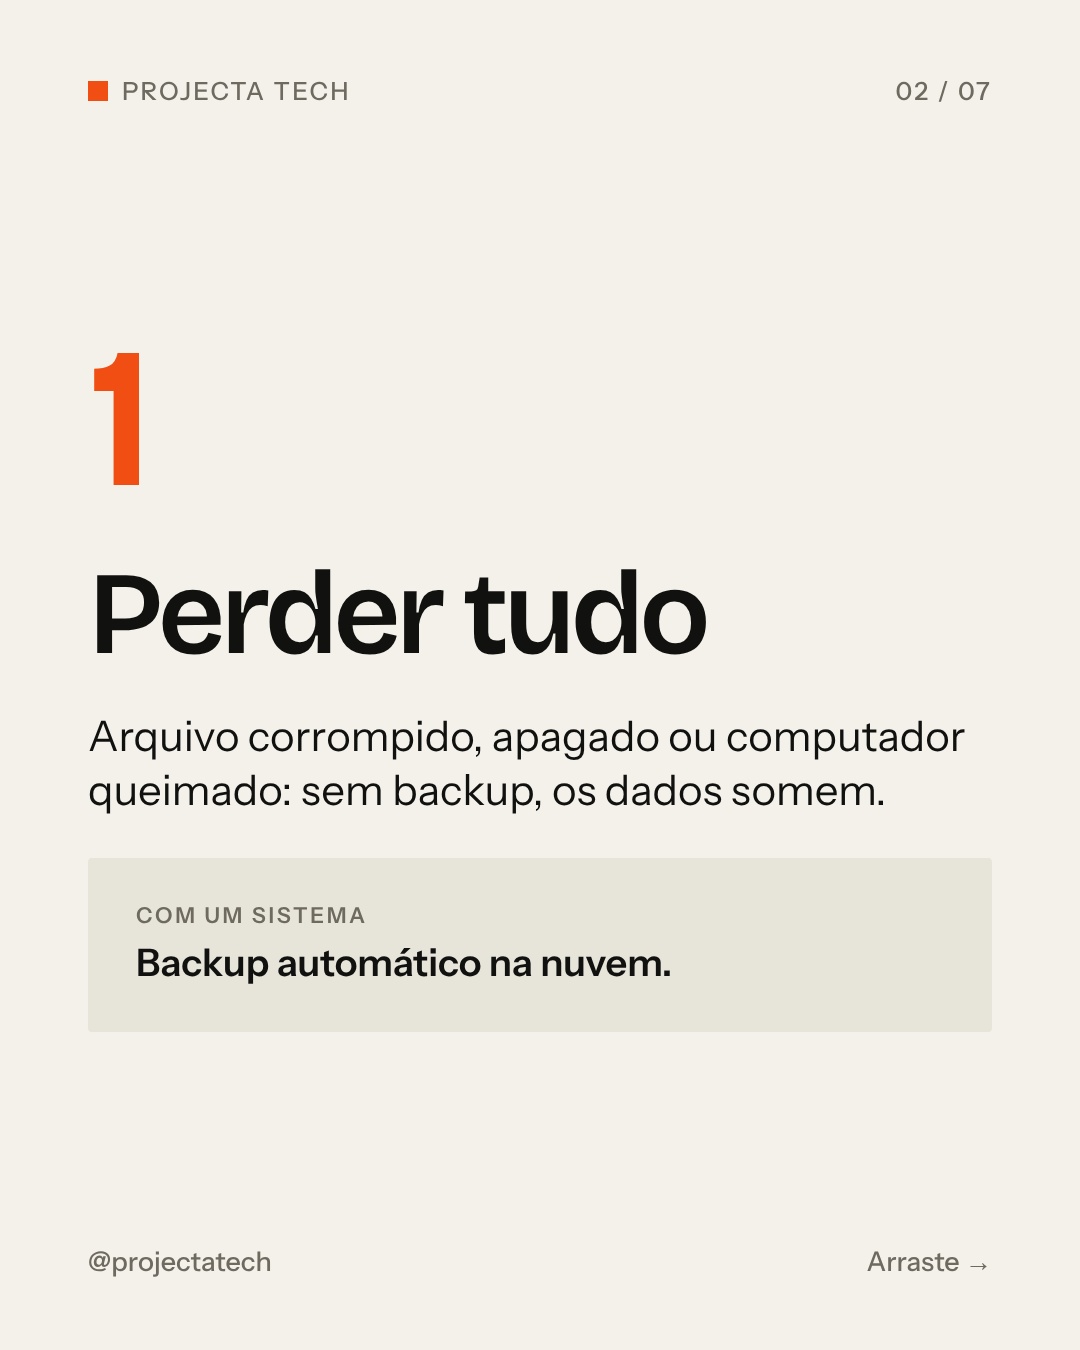 PROJECTA TECH
02 / 07
1
Perder tudo
Arquivo corrompido, apagado ou computador
queimado: sem backup, os dados somem.
COM UM SISTEMA
Backup automático na nuvem.
@projectatech
Arraste →